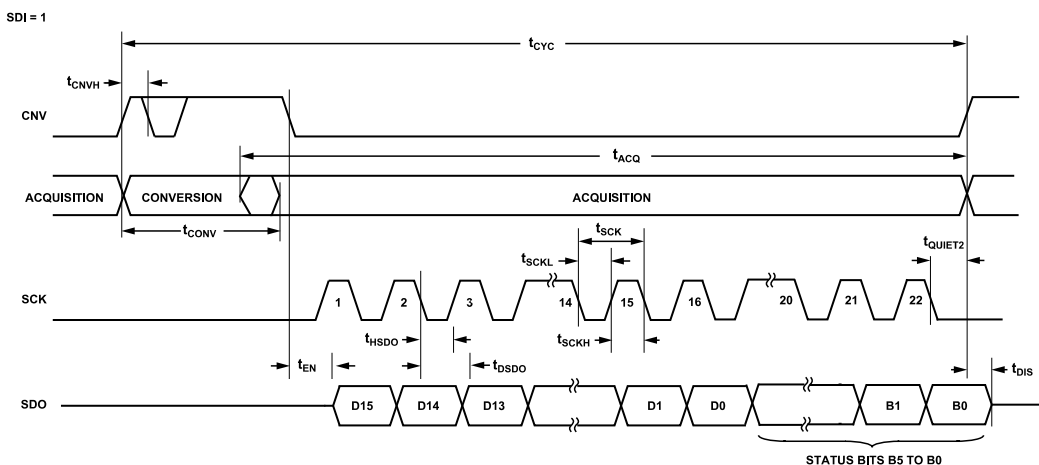 SDI = 1
tCYC
tCNVH
CNV
tACQ
ACQUISITION CONVERSION ACQUISITION
tCONV
tSCK
tSCKL
tQUIET2
SCK 1 2 3 14 15 16 20 21 22
tHSDO
tSCKH
tEN
tDSDO
tDIS
SDO D15 D14 D13 D1 D0 B1 B0
STATUS BITS B5 TO B0